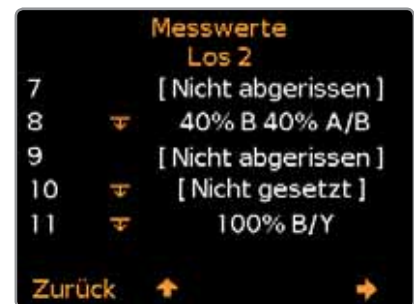 Messwerte
Los 2
7 [ Nicht abgerissen ]
8 40% B 40% A/B
9 [ Nicht abgerissen ]
10 [ Nicht gesetzt ]
11 100% B/Y
Zurück